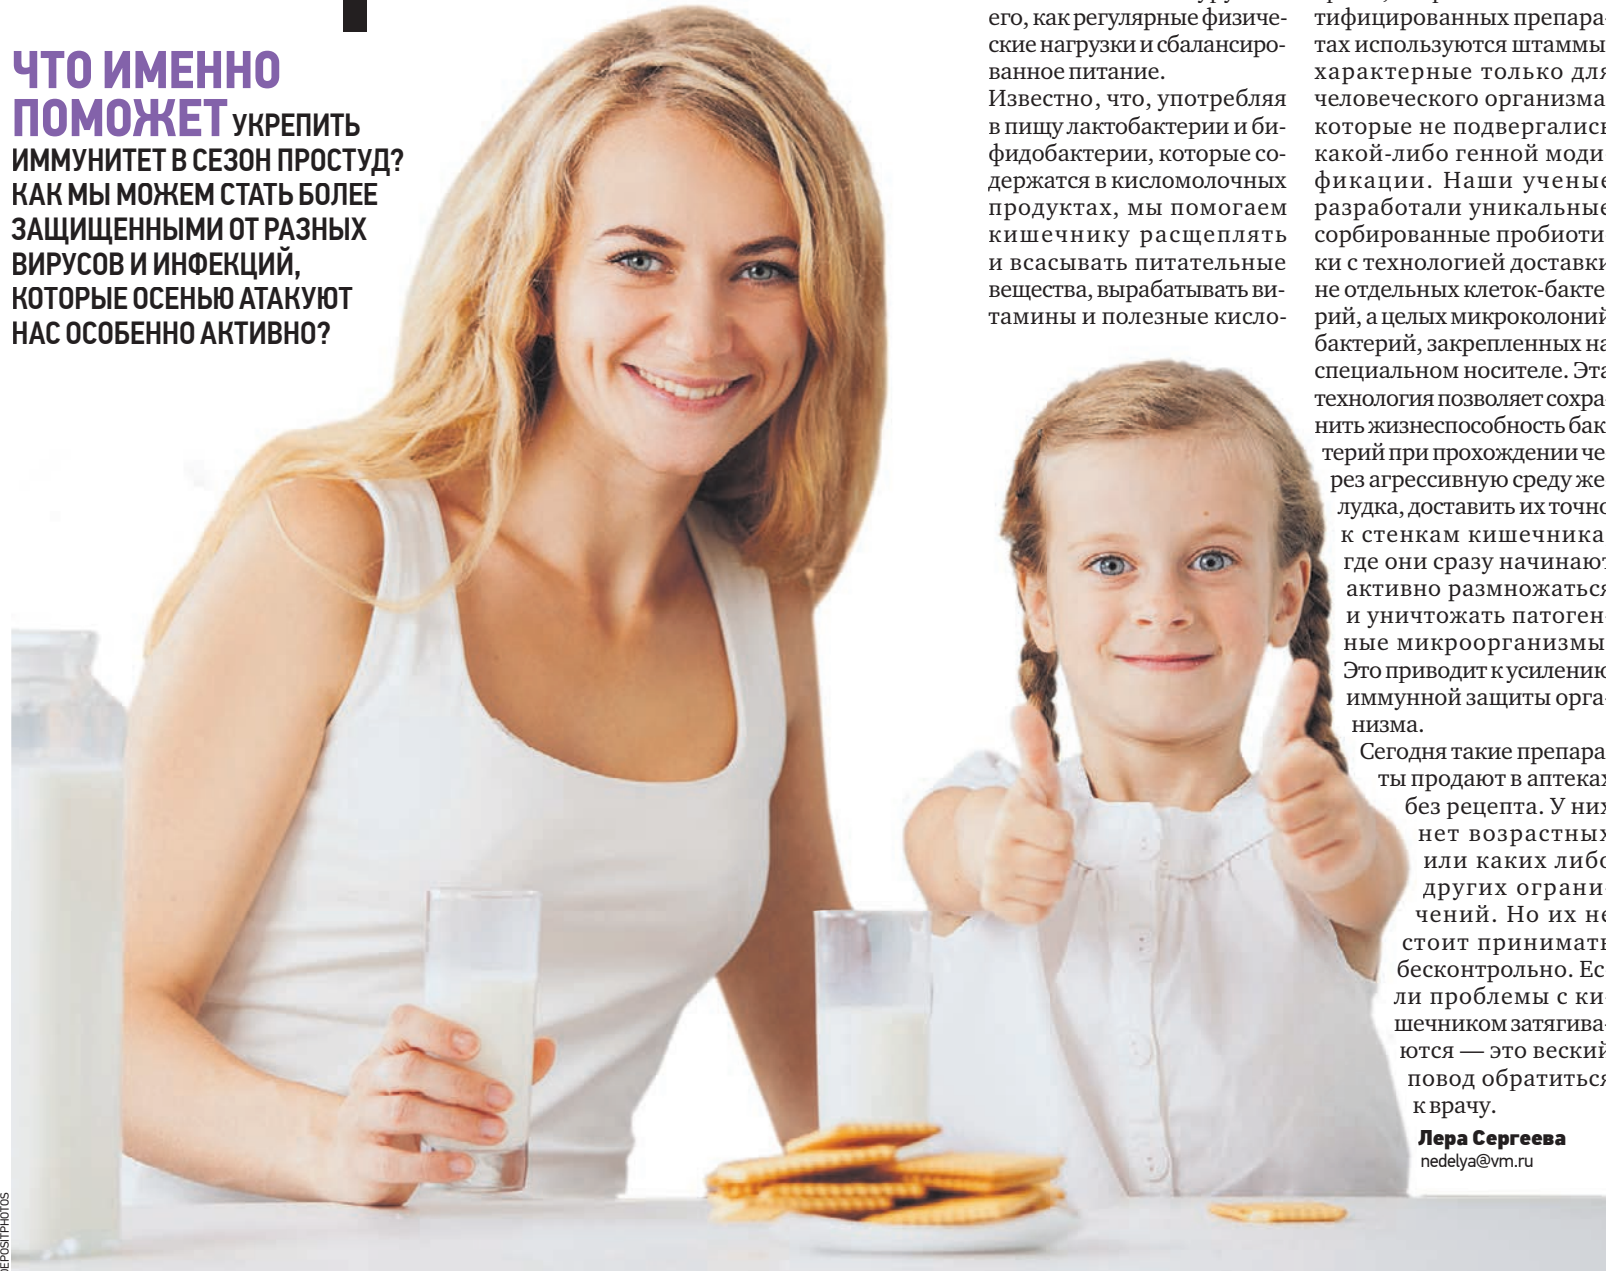 ЧТО ИМЕННО
ПОМОЖЕТ УКРЕПИТЬ
ИММУНИТЕТ В СЕЗОН ПРОСТУД?
КАК МЫ МОЖЕМ СТАТЬ БОЛЕЕ
ЗАЩИЩЕННЫМИ ОТ РАЗНЫХ
ВИРУСОВ И ИНФЕКЦИЙ,
КОТОРЫЕ ОСЕНЬЮ АТАКУЮТ
НАС ОСОБЕННО АКТИВНО?
его, как регулярные физиче-
ские нагрузки и сбалансиро-
ванное питание.
Известно, что, употребляя
в пищу лактобактерии и би-
фидобактерии, которые со-
держатся в кисломолочных
продуктах, мы помогаем
кишечнику расщеплять
и всасывать питательные
вещества, вырабатывать ви-
тамины и полезные кисло-
тифицированных препара-
тах используются штаммы
характерные только для
человеческого организма
которые не подвергались
какой-либо генной моди
фикации. Наши ученые
разработали уникальные
сорбированные пробиоти
ки с технологией доставки
не отдельных клеток-бакте
рий, а целых микроколоний
бактерий, закрепленных на
специальном носителе. Эта
технология позволяет сохра-
нить жизнеспособность бак
терий при прохождении че
рез агрессивную среду же
лудка, доставить их точно
к стенкам кишечника
где они сразу начинают
активно размножаться
и уничтожать патоген-
ные микроорганизмы
Это приводит к усилению
иммунной защиты орга-
низма.
Сегодня такие препара
ты продают в аптеках
без рецепта. У них
нет возрастных
или каких либо
других ограни-
чений. Но их не
стоит принимать
бесконтрольно. Ес
ли проблемы с ки-
шечником затягива-
ются — это веский
повод обратиться
к врачу.
Лера Сергеева
nedelya@vm.ru
DEPOSITPHOTOS